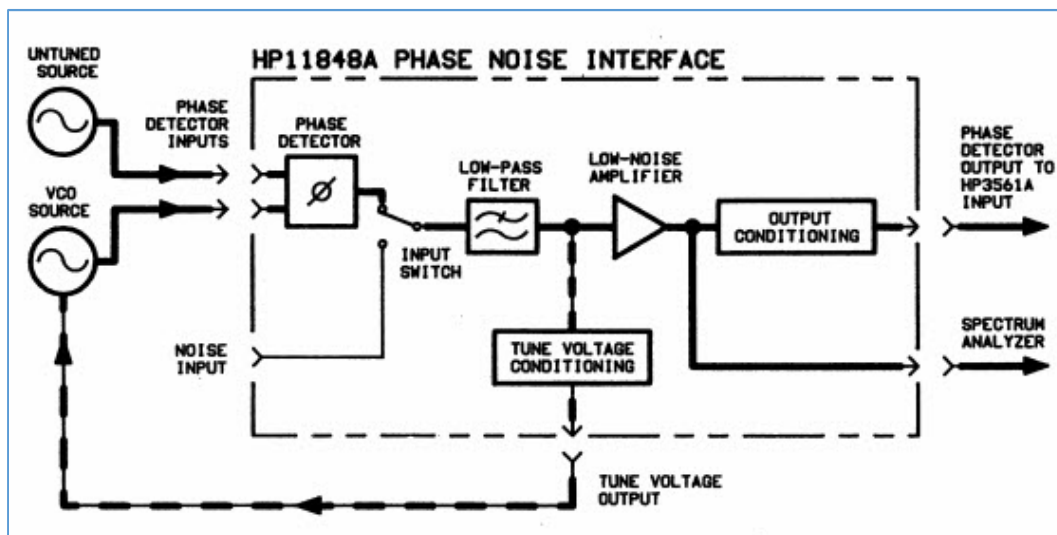 HP11848A PHASE NOISE INTERFACE
UNTUNED
SOURCE
PHASE
DETECTOR
INPUTS
VCO
SOURCE
NOISE
INPUT
PHASE
DETECTOR
INPUT
SWITCH
LOW-PASS
FILTER
LOW-NOISE
AMPLIFIER
TUNE VOLTAGE
CONDITIONING
OUTPUT
CONDITIONING
PHASE
DETECTOR
OUTPUT TO
HP3561A
INPUT
SPECTRUM
ANALYZER
TUNE VOLTAGE
OUTPUT